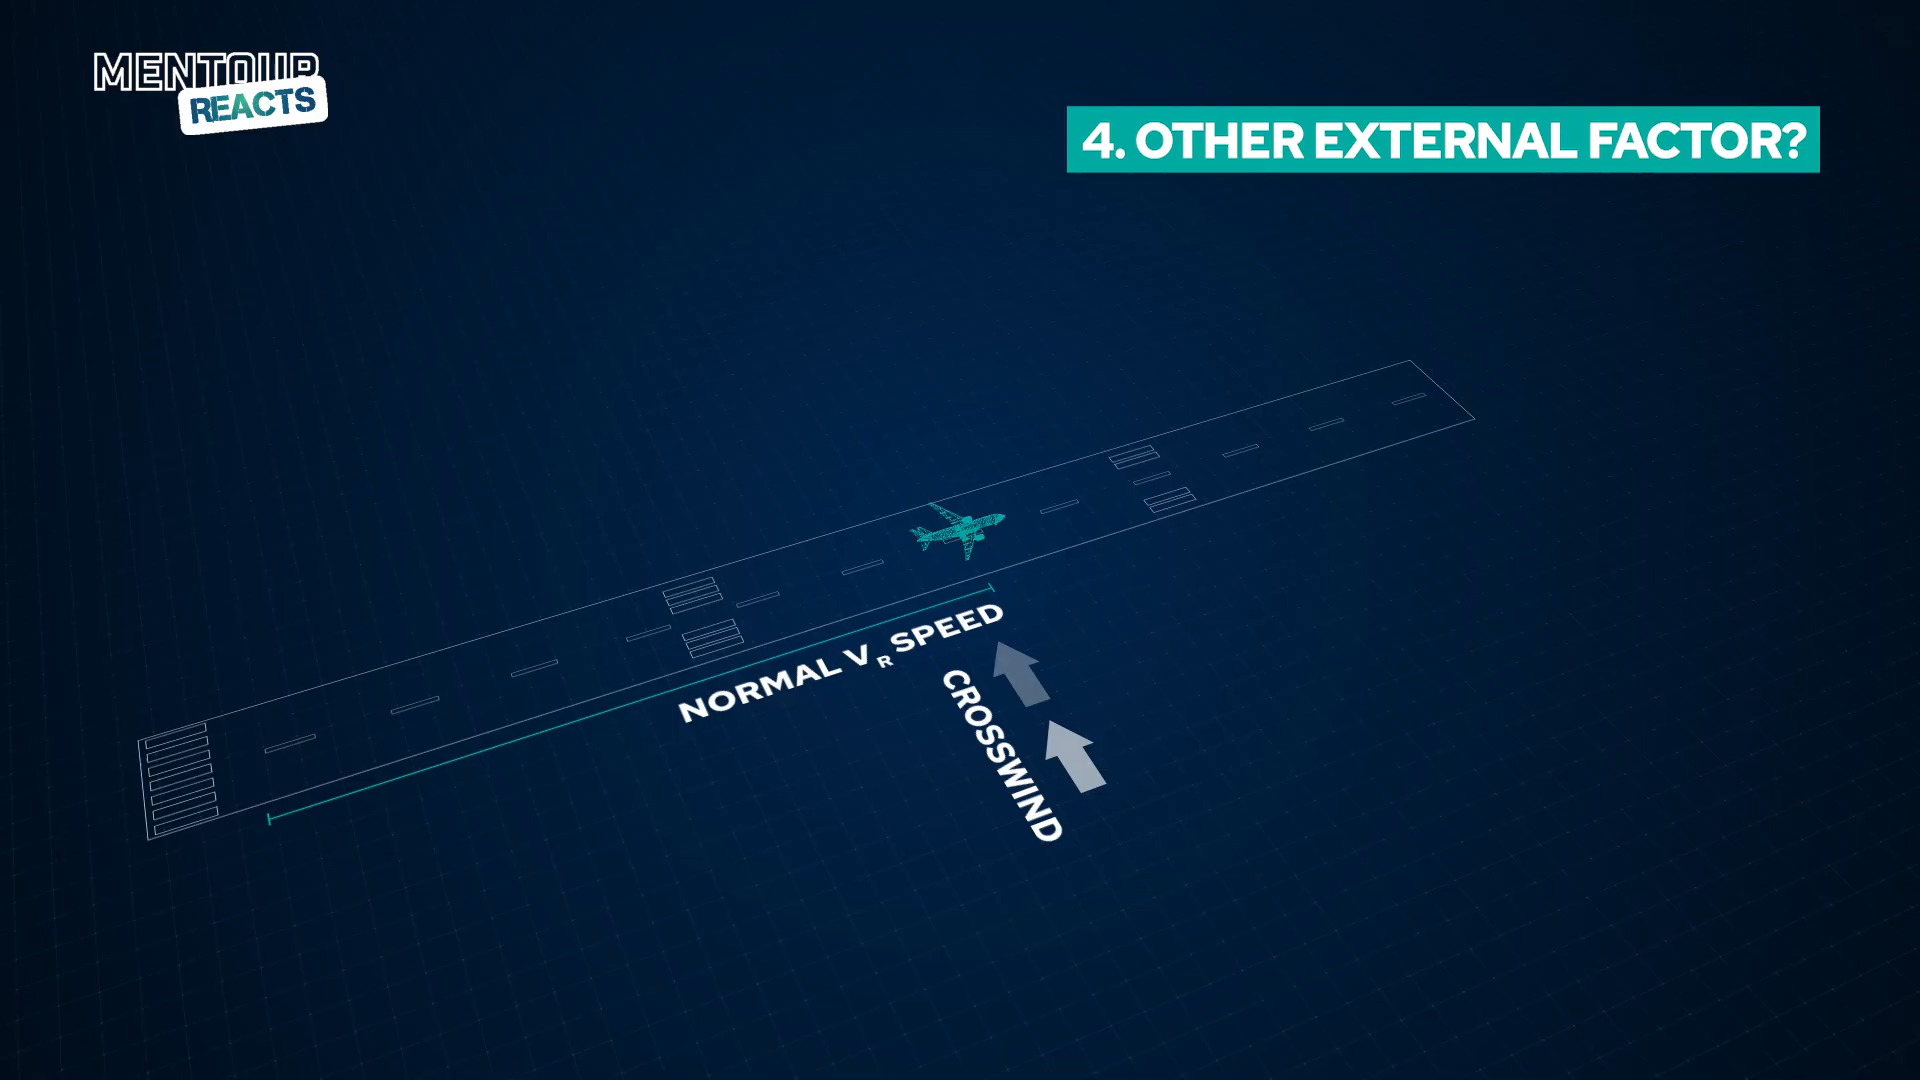 MENTOUR
REACTS
4. OTHER EXTERNAL FACTOR?
NORMAL VR SPEED
CROSSWIND